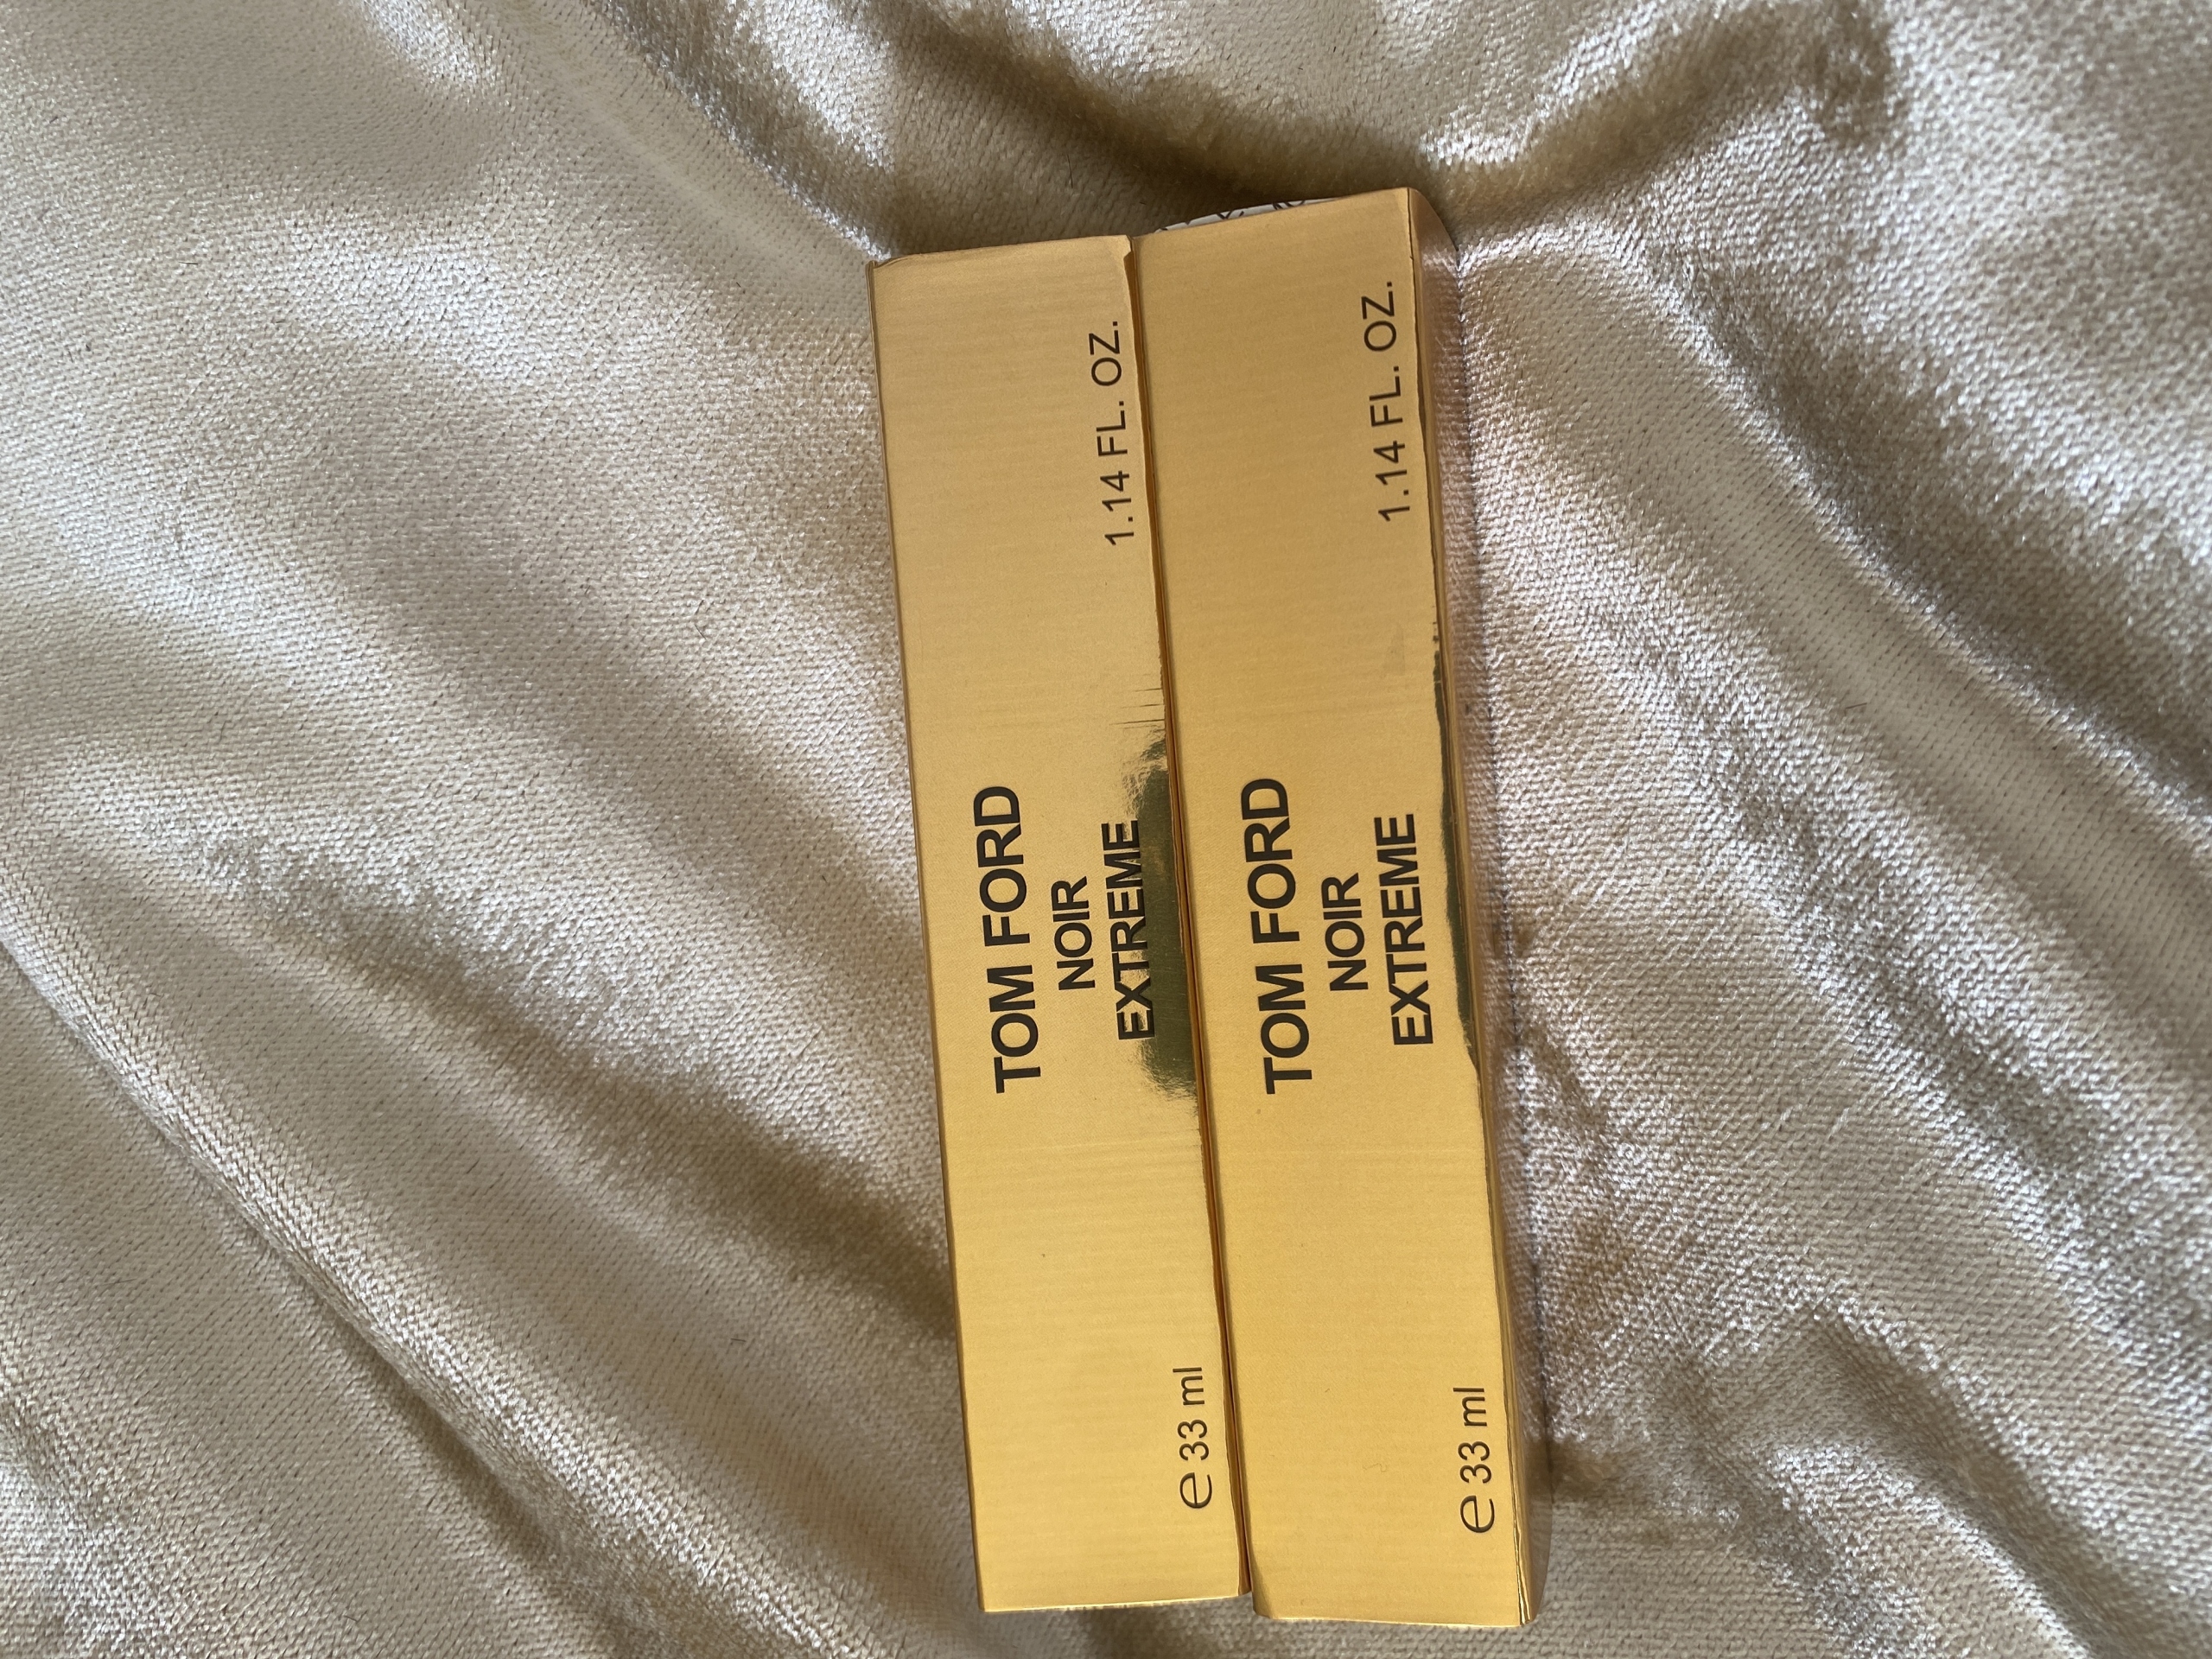 TOM FORD
NOIR
EXTREME
e 33 ml
1.14 FL. OZ.
TOM FORD
NOIR
EXTREME
e 33 ml
1.14 FL. OZ.